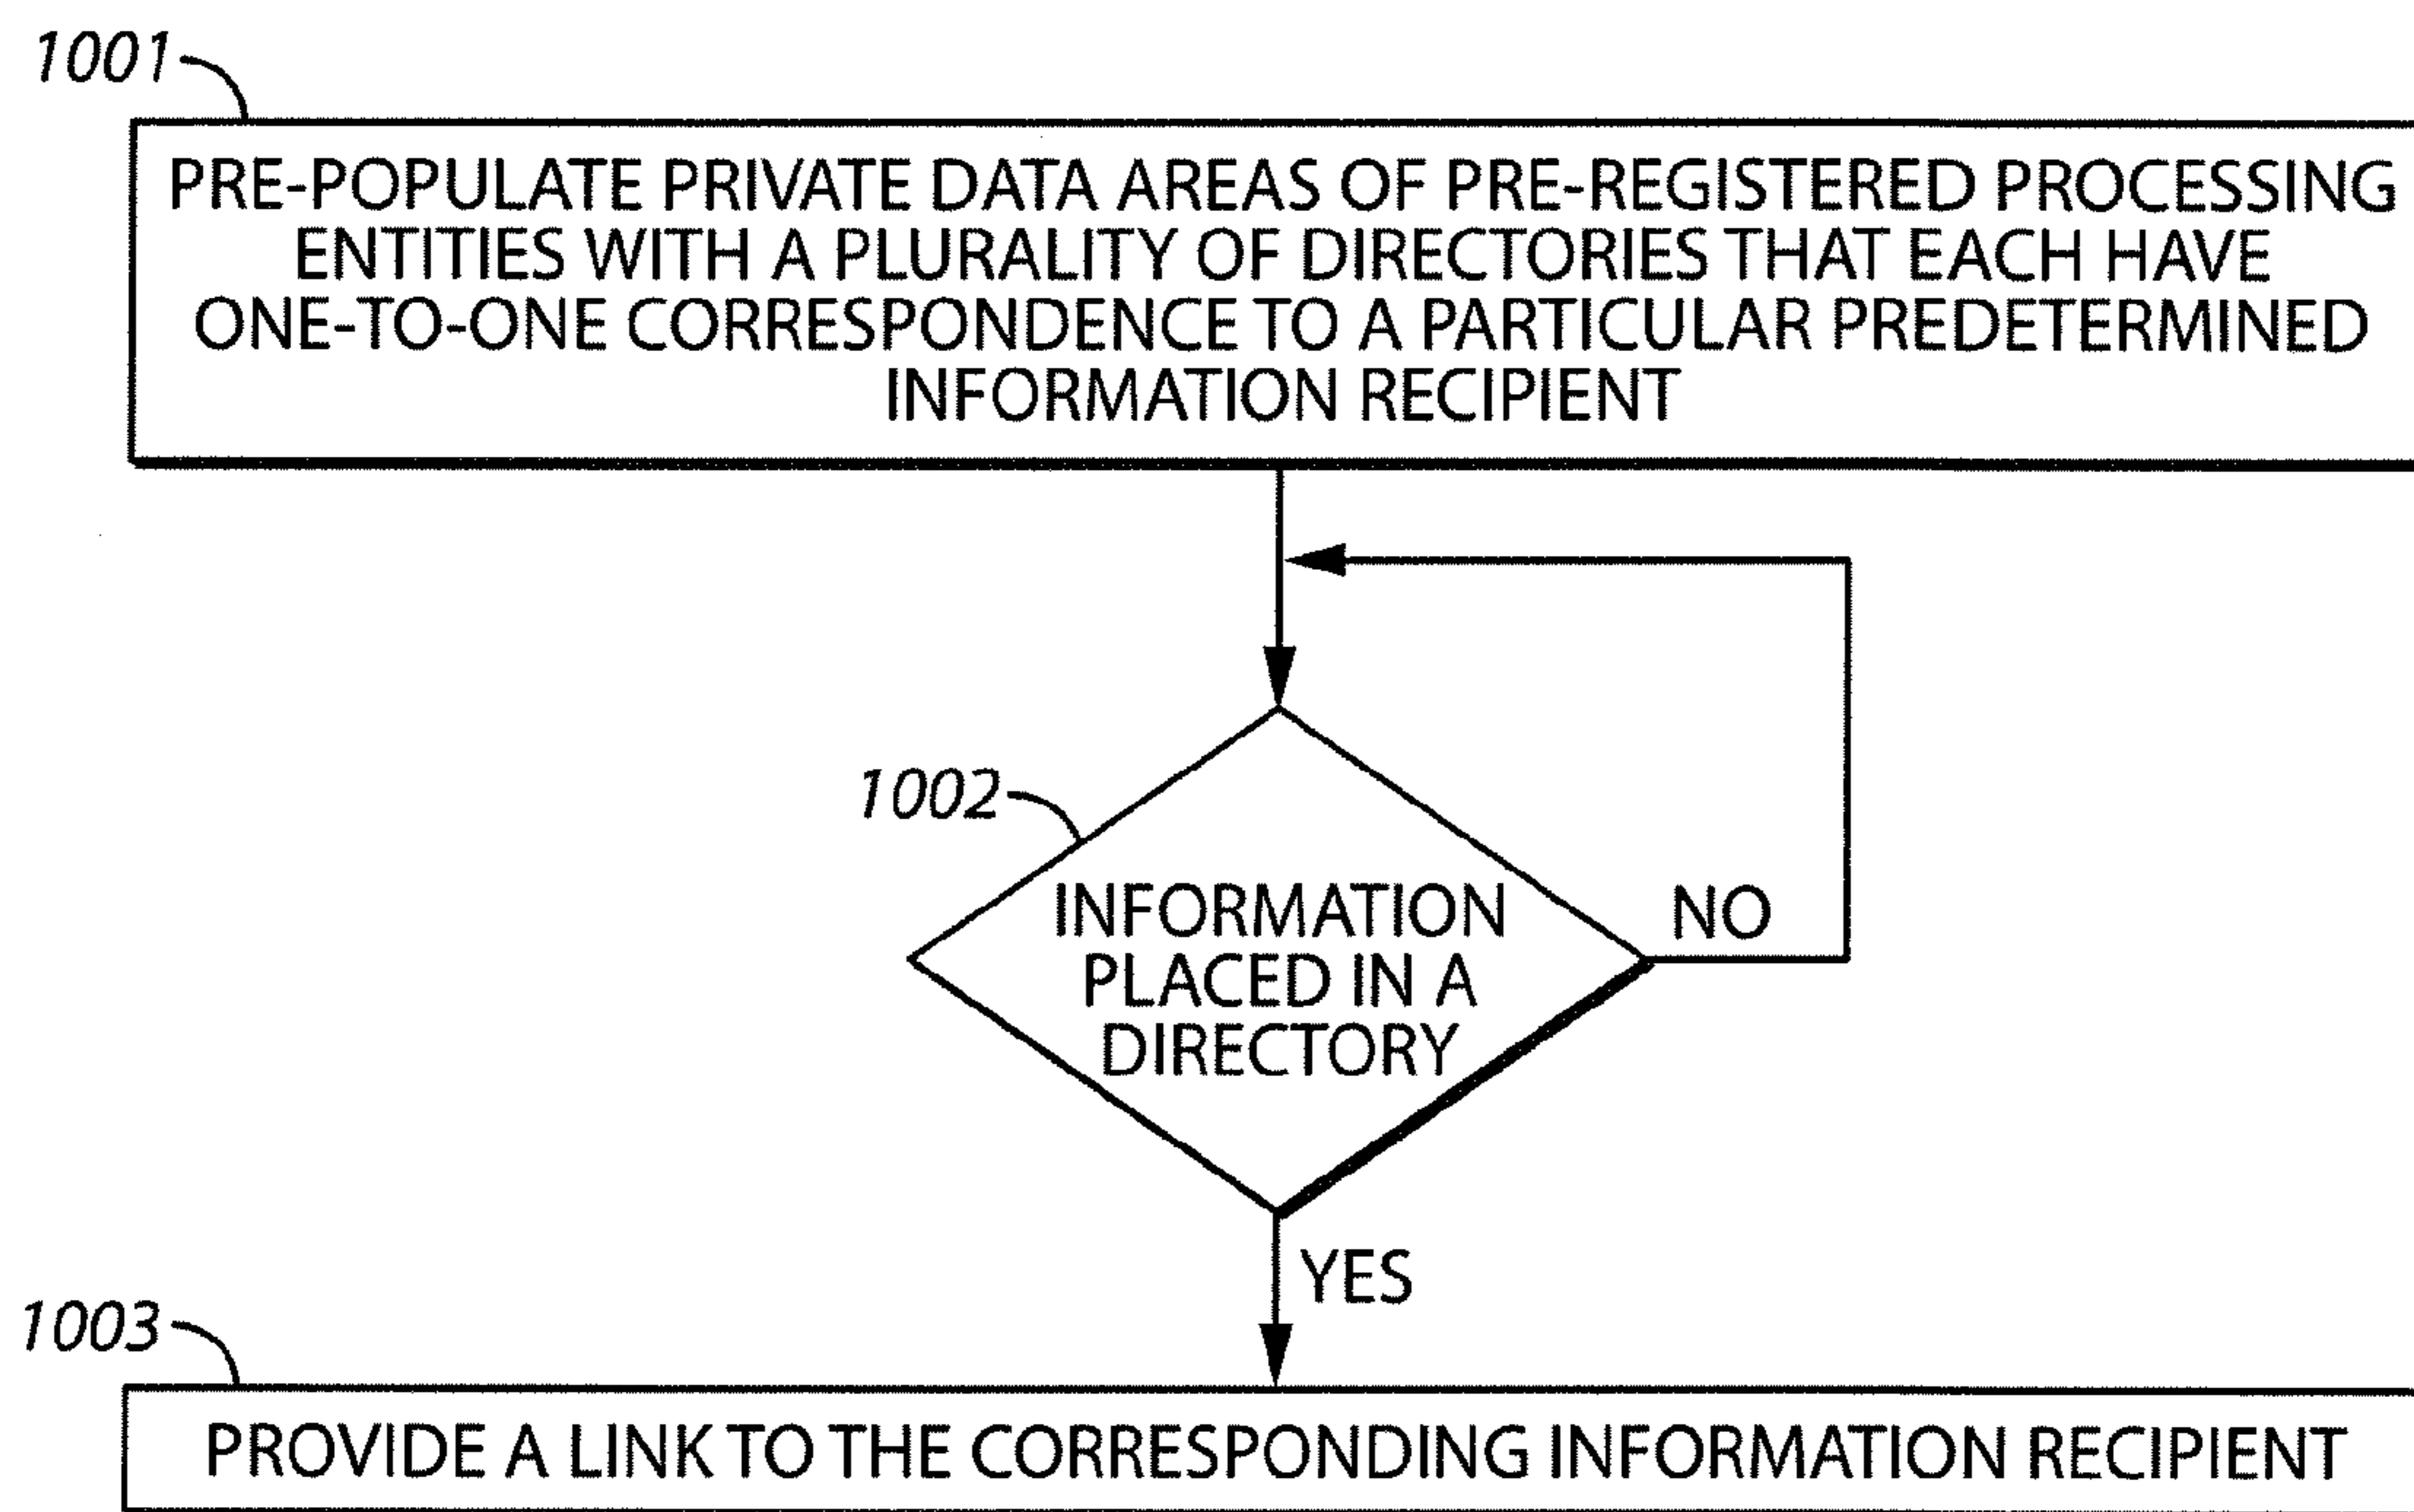 1001
PRE-POPULATE PRIVATE DATA AREAS OF PRE-REGISTERED PROCESSING
ENTITIES WITH A PLURALITY OF DIRECTORIES THAT EACH HAVE
ONE-TO-ONE CORRESPONDENCE TO A PARTICULAR PREDETERMINED
INFORMATION RECIPIENT
1002
INFORMATION
PLACED IN A
DIRECTORY
NO
YES
1003
PROVIDE A LINK TO THE CORRESPONDING INFORMATION RECIPIENT